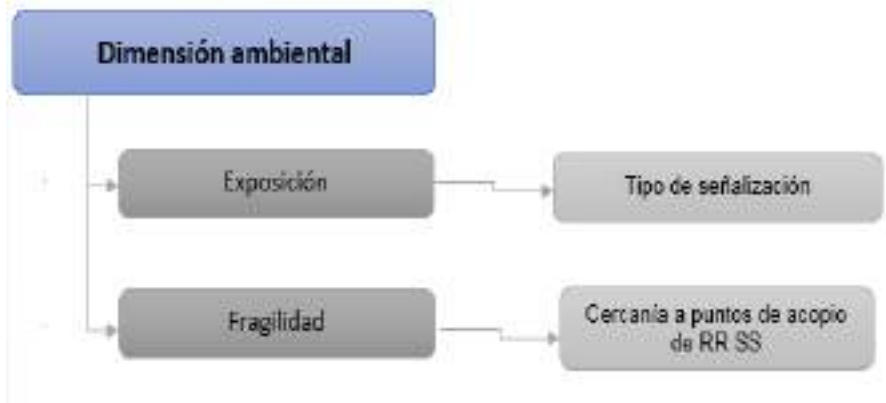 Dimensión ambiental
Exposición
Tipo de señalización
Fragilidad
Cercanía a puntos de acopio
de RR SS